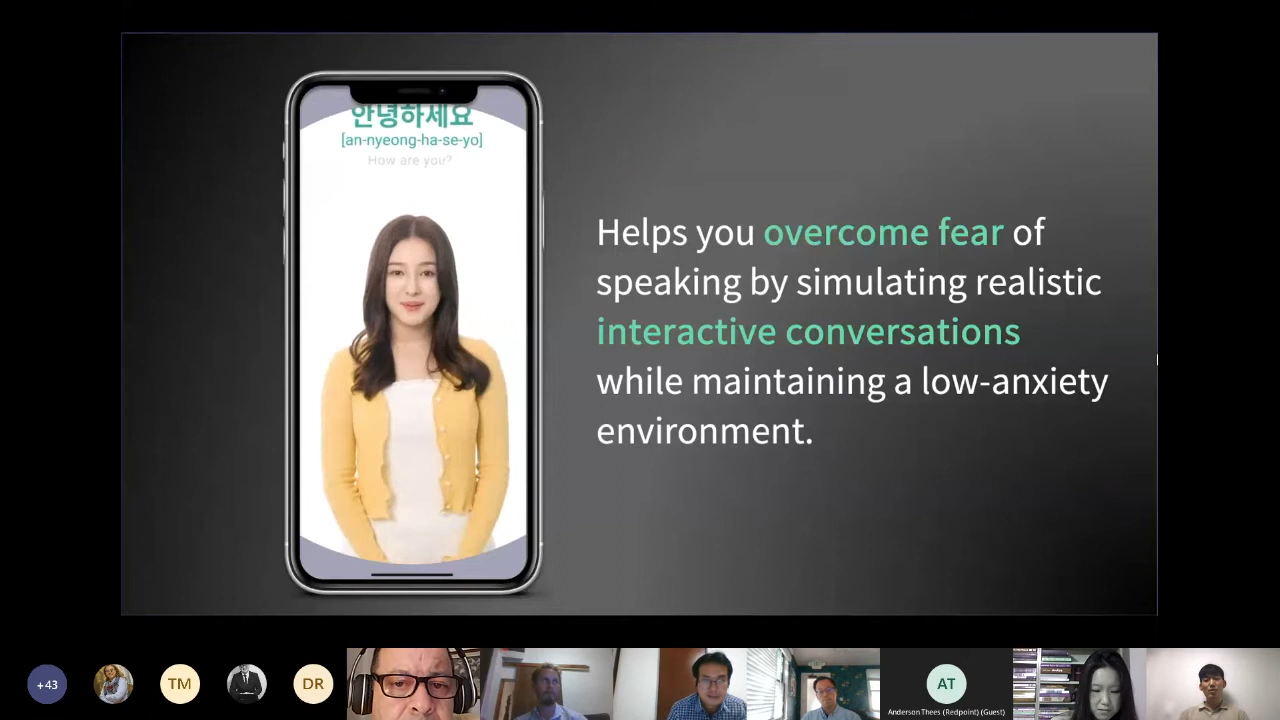 안녕하세요
[an-nyeong-ha-se-yo]
How are you?
Helps you overcome fear of
speaking by simulating realistic
interactive conversations
while maintaining a low-anxiety
environment.
+43
TM
DR
AT
Anderson Thees (Redpoint) (Guest)